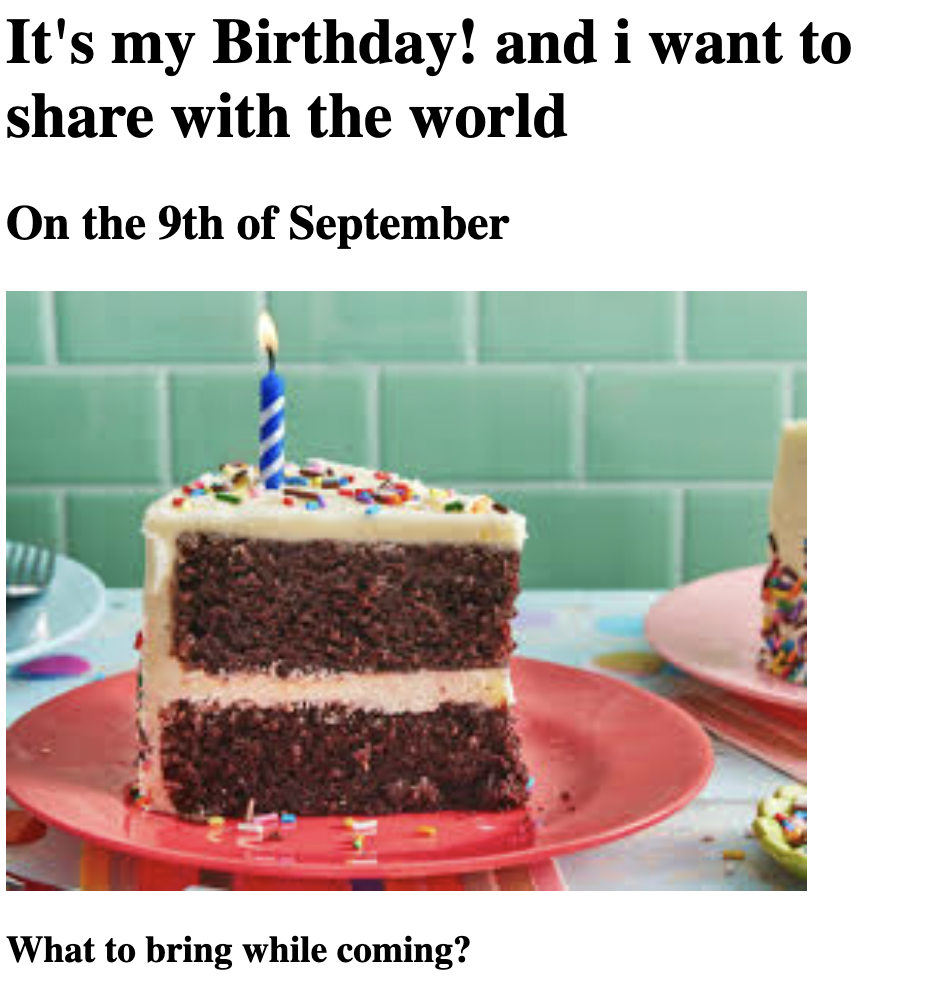 It's my Birthday! and i want to
share with the world
On the 9th of September
What to bring while coming?